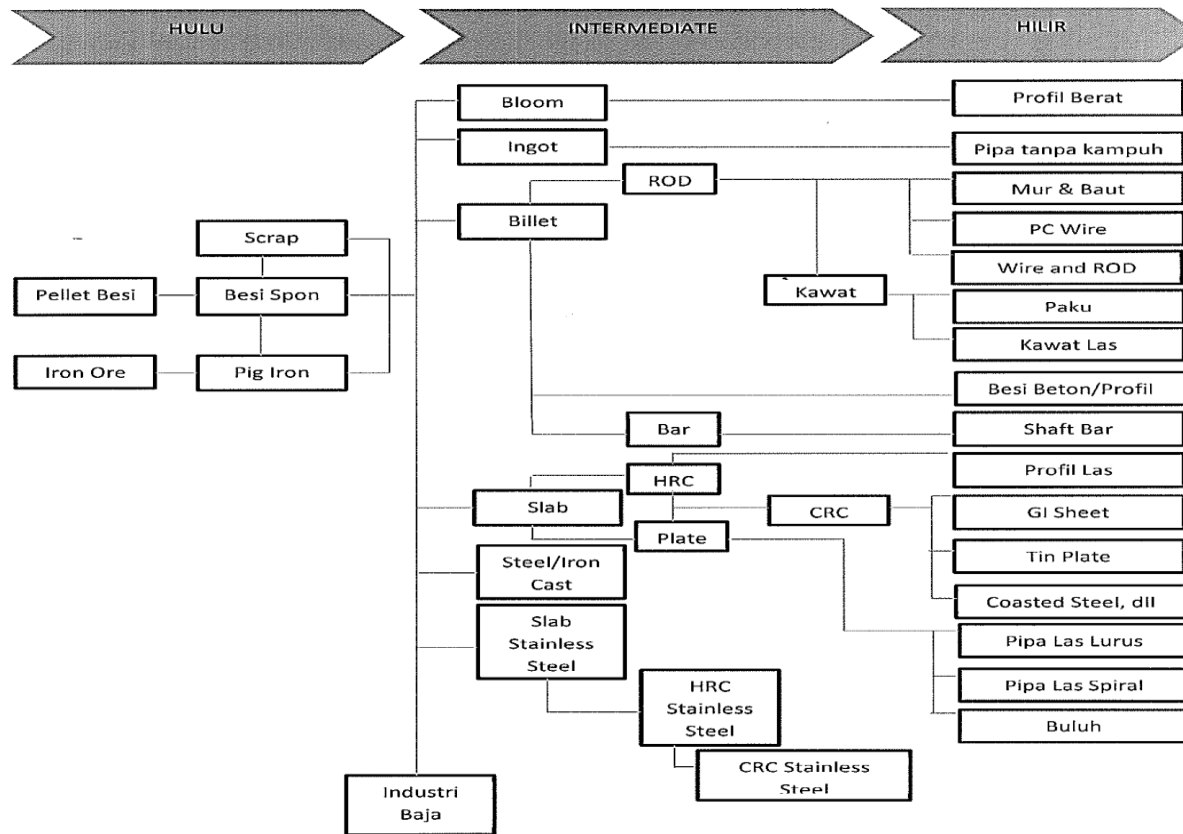 HULU
INTERMEDIATE
HILIR
Bloom
Profil Berat
Ingot
Pipa tanpa kampuh
ROD
Mur & Baut
Billet
PC Wire
Scrap
Wire and ROD
Pellet Besi
Besi Spon
Kawat
Paku
Kawat Las
Iron Ore
Pig Iron
Besi Beton/Profil
Bar
Shaft Bar
HRC
Profil Las
Slab
CRC
GI Sheet
Plate
Tin Plate
Steel/Iron
Cast
Coasted Steel, dll
Slab
Stainless
Steel
Pipa Las Lurus
HRC
Stainless
Steel
Pipa Las Spiral
Buluh
CRC Stainless
Steel
Industri
Baja